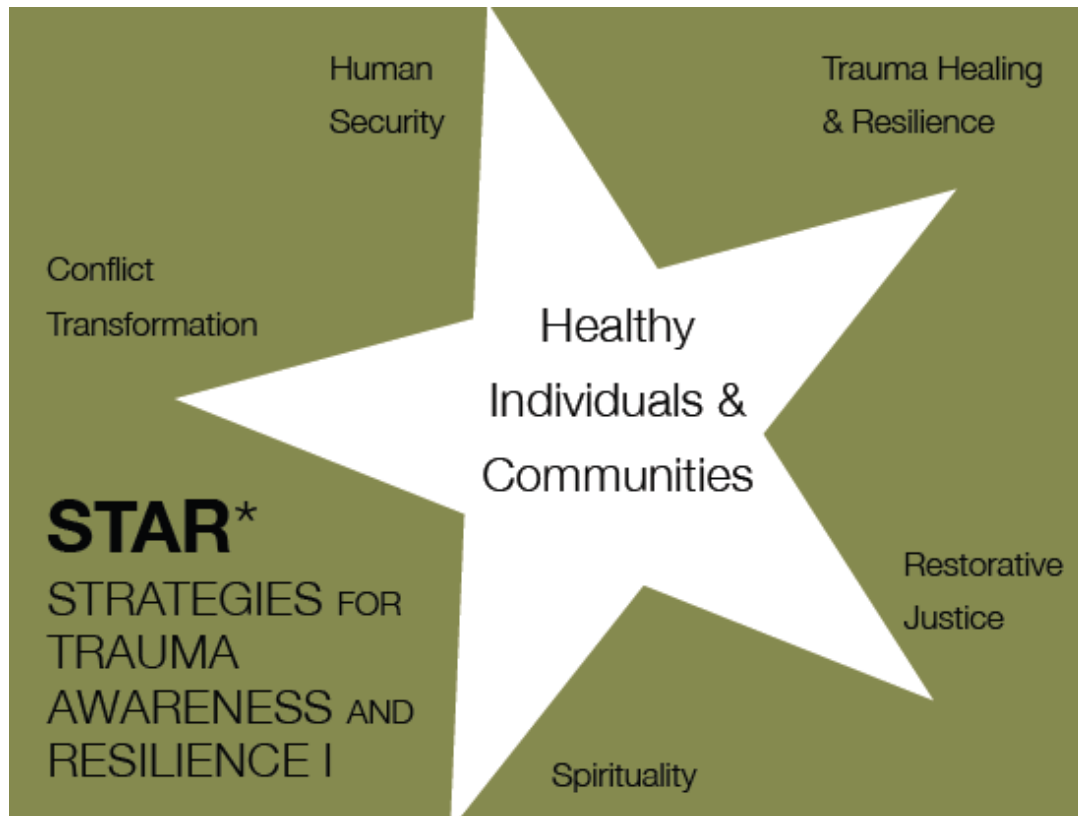 Human
Security
Trauma Healing
& Resilience
Conflict
Transformation
Healthy
Individuals &
Communities
STAR*
STRATEGIES FOR
TRAUMA
AWARENESS AND
RESILIENCE I
Restorative
Justice
Spirituality